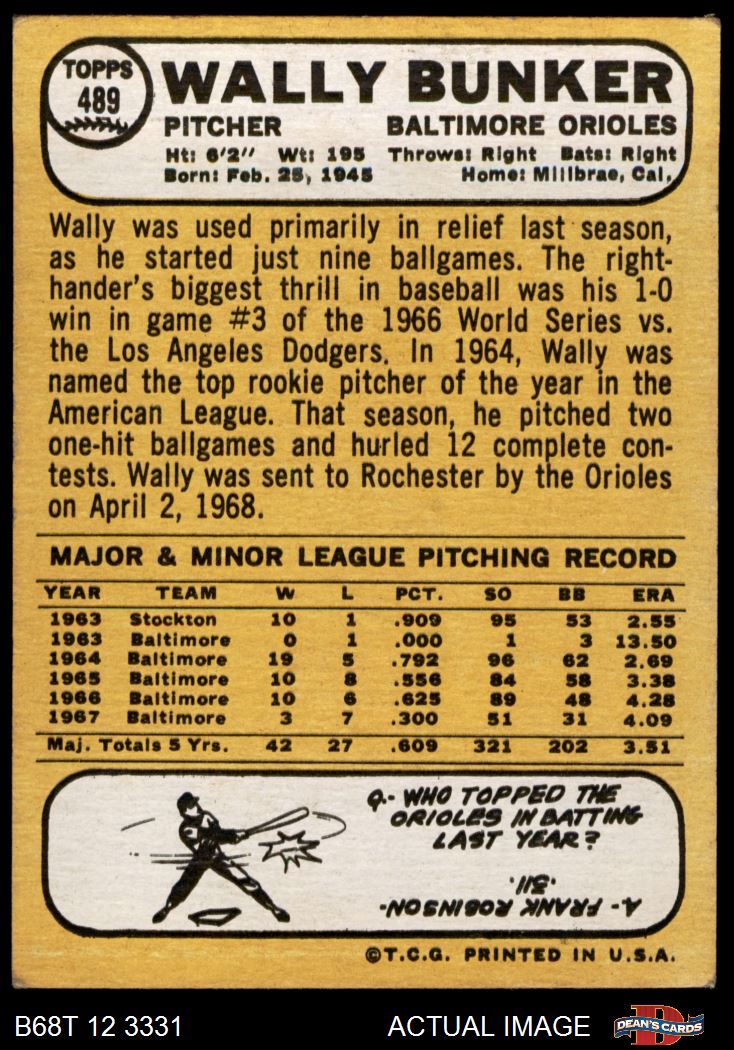 TOPPS
489
WALLY BUNKER
PITCHER BALTIMORE ORIOLES
Ht: 6'2" Wt: 195 Throws: Right Bats: Right
Born: Feb. 25, 1945 Home: Millbrae, Cal.
Wally was used primarily in relief last season,
as he started just nine ballgames. The right-
hander's biggest thrill in baseball was his 1-0
win in game #3 of the 1966 World Series vs.
the Los Angeles Dodgers. In 1964, Wally was
named the top rookie pitcher of the year in the
American League. That season, he pitched two
one-hit ballgames and hurled 12 complete con-
tests. Wally was sent to Rochester by the Orioles
on April 2, 1968.
MAJOR & MINOR LEAGUE PITCHING RECORD
YEAR TEAM W L PCT. SO BB ERA
1963 Stockton 10 1 .909 95 53 2.55
1963 Baltimore 0 1 .000 1 3 13.50
1964 Baltimore 19 5 .792 96 62 2.69
1965 Baltimore 10 8 .556 84 58 3.38
1966 Baltimore 10 6 .625 89 48 4.28
1967 Baltimore 3 7 .300 51 31 4.09
Maj. Totals 5 Yrs. 42 27 .609 321 202 3.51
Q.- WHO TOPPED THE
ORIOLES IN BATTING
LAST YEAR?
A- FRANK ROBINSON-
.311.
©T.C.G. PRINTED IN U.S.A.
B68T 12 3331 ACTUAL IMAGE
D
DEAN'S CARDS